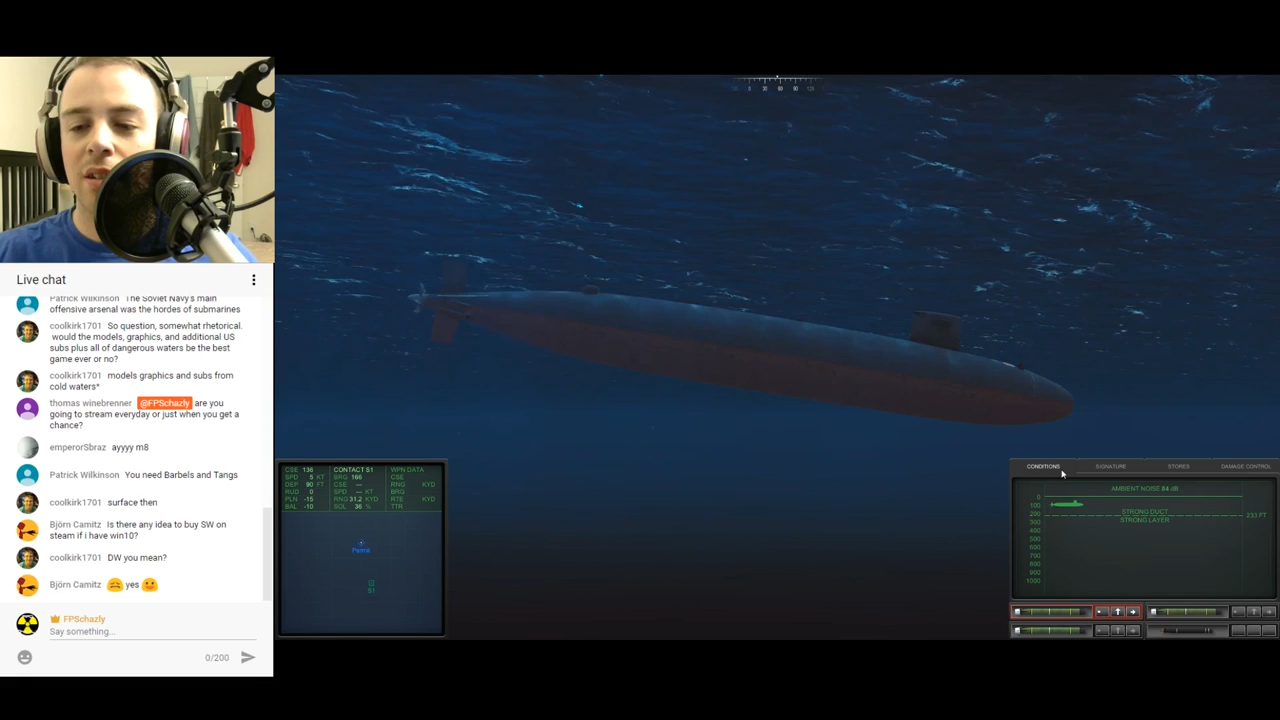 Live chat
Patrick Wilkinson The Soviet Navy's main
offensive arsenal was the hordes of submarines
coolkirk1701 So question, somewhat rhetorical.
would the models, graphics, and additional US
subs plus all of dangerous waters be the best
game ever or no?
coolkirk1701 models graphics and subs from
cold waters*
thomas winebrenner @FPSchazly are you
going to stream everyday or just when you get a
chance?
emperorSbraz ayyyy m8
Patrick Wilkinson You need Barbels and Tangs
coolkirk1701 surface then
Björn Camitz Is there any idea to buy SW on
steam if i have win10?
coolkirk1701 DW you mean?
Björn Camitz yes
FPSchazly
Say something...
0/200
0 30 60 90 120
CSE 136 CONTACT S1 WPN DATA
SPD 5 KT BRG 166 CSE
DEP 90 FT CSE — RNG KYD
RUD 0 SPD — KT BRG
PLN -15 RNG 31.2 KYD RTE KYD
BAL -10 SOL 36 % TTR
S1
CONDITIONS SIGNATURE STORES DAMAGE CONTROL
AMBIENT NOISE 84 dB
0
100
200
300
400
500
600
700
800
900
1000
STRONG DUCT
STRONG LAYER
233 FT